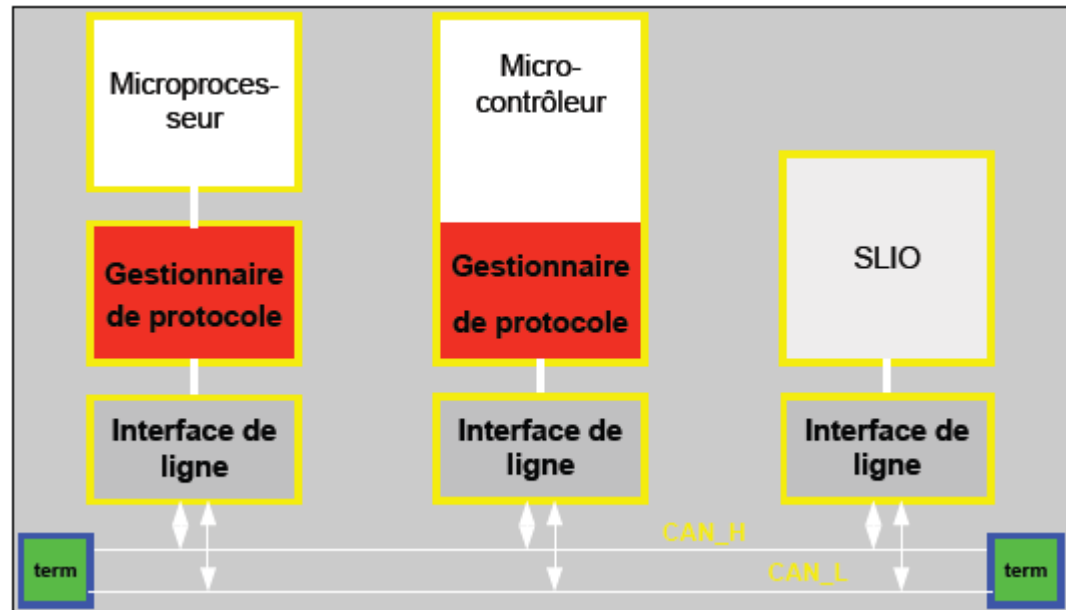 Microproces-
seur
Micro-
contrôleur
SLIO
Gestionnaire
de protocole
Gestionnaire
de protocole
Interface de
ligne
Interface de
ligne
Interface de
ligne
CAN_H
CAN_L
term
term